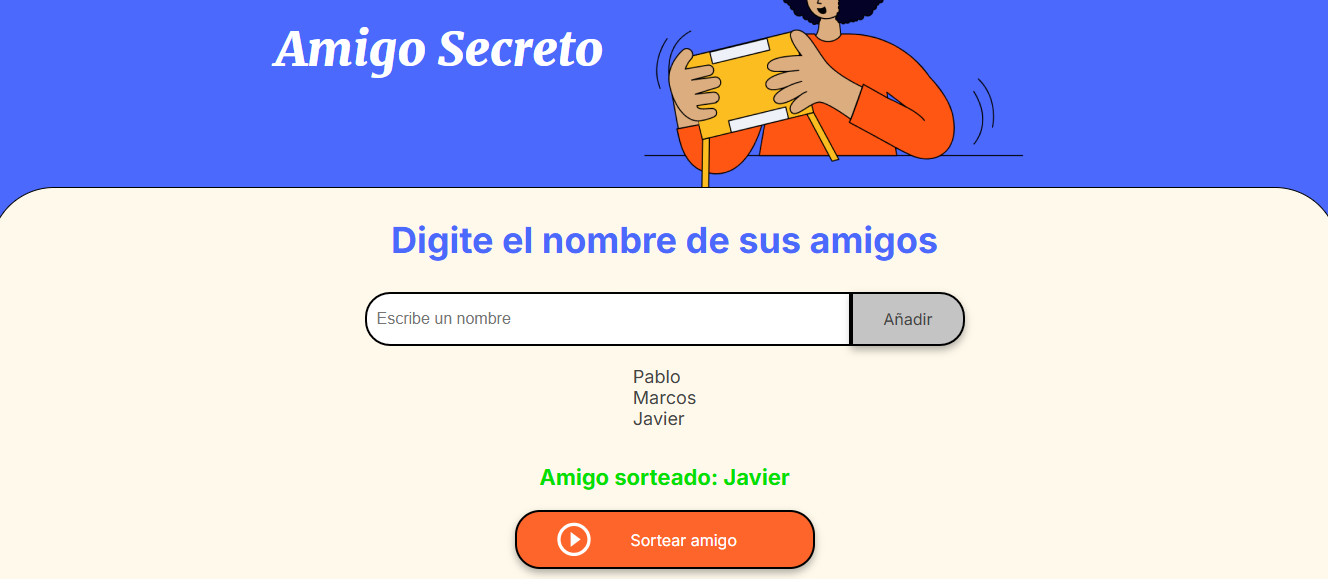 Amigo Secreto
Digite el nombre de sus amigos
Escribe un nombre
Añadir
Pablo
Marcos
Javier
Amigo sorteado: Javier
Sortear amigo